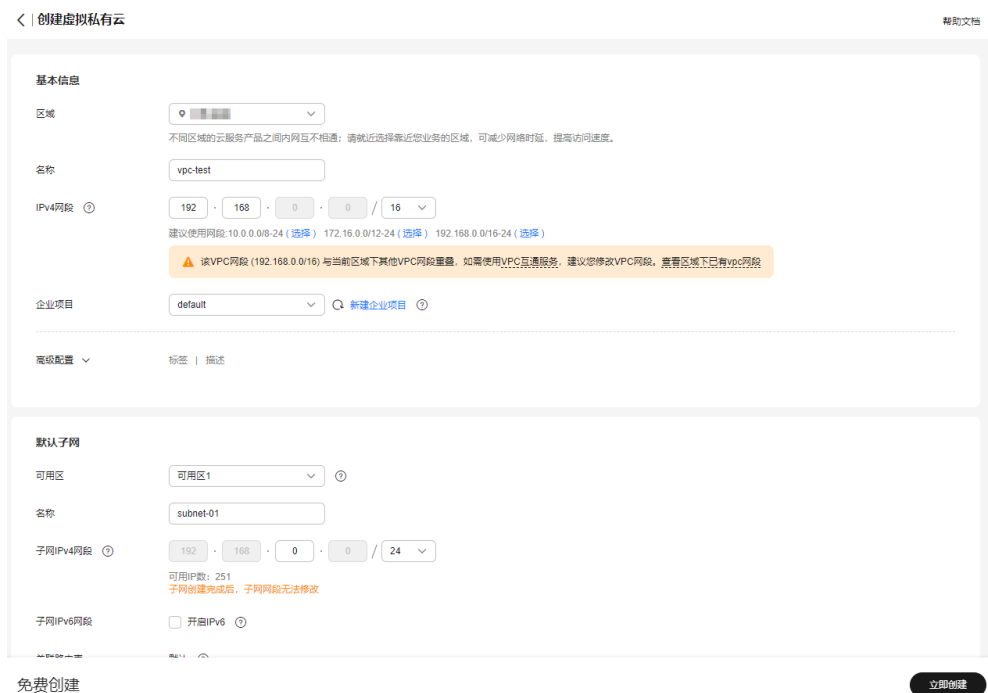 创建虚拟私有云
帮助文档
基本信息
区域
不同区域的云服务产品之间内网互不相通；请就近选择靠近您业务的区域，可减少网络时延，提高访问速度。
名称 vpc-test
IPv4网段 192 · 168 · 0 · 0 / 16
建议使用网段:10.0.0.0/8-24 ( 选择 ) 172.16.0.0/12-24 ( 选择 ) 192.168.0.0/16-24 ( 选择 )
该VPC网段 (192.168.0.0/16) 与当前区域下其他VPC网段重叠，如需使用VPC互通服务，建议您修改VPC网段。查看区域下已有vpc网段
企业项目 default 新建企业项目
高级配置 标签 | 描述
默认子网
可用区 可用区1
名称 subnet-01
子网IPv4网段 192 · 168 · 0 · 0 / 24
可用IP数：251
子网创建完成后，子网网段无法修改
子网IPv6网段 开启IPv6
免费创建
立即创建